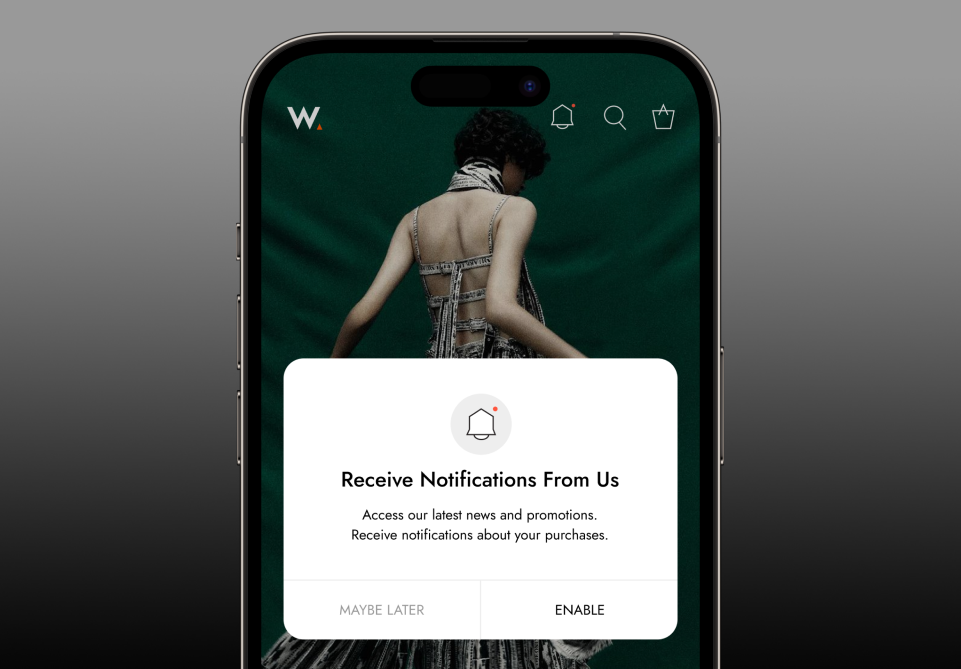 W.
Receive Notifications From Us
Access our latest news and promotions.
Receive notifications about your purchases.
MAYBE LATER
ENABLE